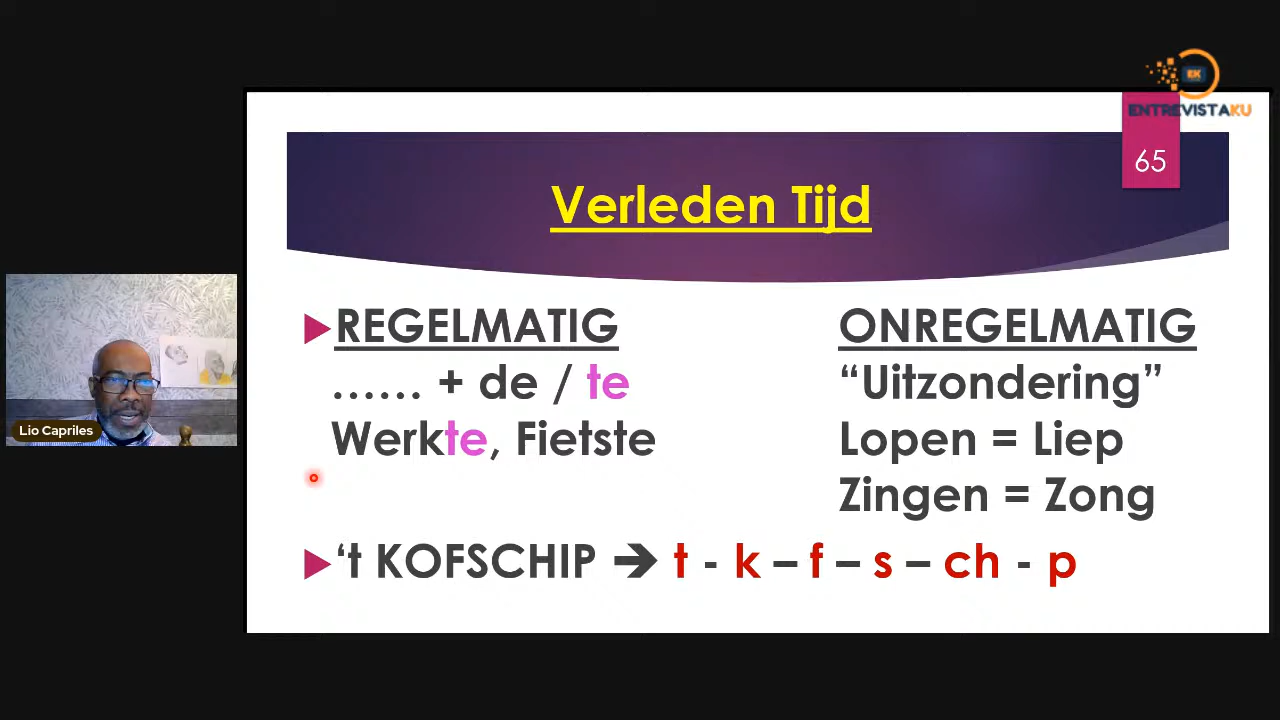 EK
ENTREVISTAKU
65
Verleden Tijd
REGELMATIG
…… + de / te
Werkte, Fietste
ONREGELMATIG
“Uitzondering”
Lopen = Liep
Zingen = Zong
‘t KOFSCHIP ➔ t - k – f – s – ch - p
Lio Capriles